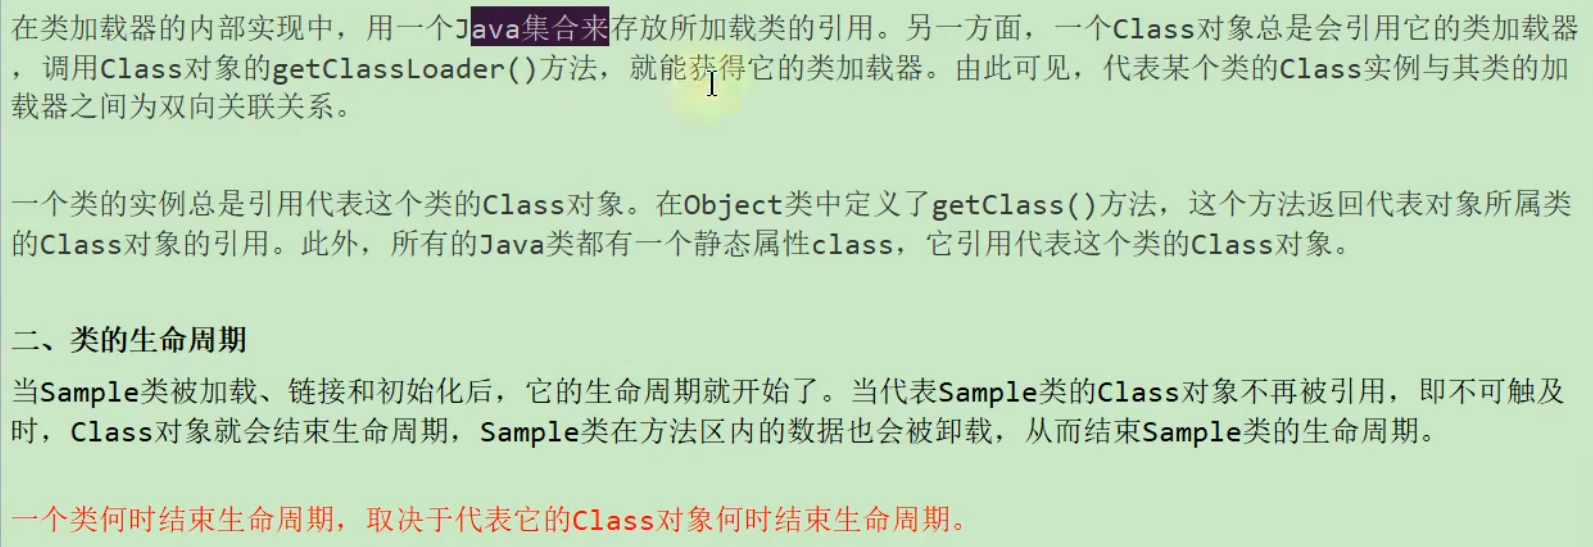 在类加载器的内部实现中，用一个Java集合来存放所加载类的引用。另一方面，一个Class对象总是会引用它的类加载器
，调用Class对象的getClassLoader()方法，就能获得它的类加载器。由此可见，代表某个类的Class实例与其类的加
载器之间为双向关联关系。
一个类的实例总是引用代表这个类的Class对象。在Object类中定义了getClass()方法，这个方法返回代表对象所属类
的Class对象的引用。此外，所有的Java类都有一个静态属性class，它引用代表这个类的Class对象。
二、类的生命周期
当Sample类被加载、链接和初始化后，它的生命周期就开始了。当代表Sample类的Class对象不再被引用，即不可触及
时，Class对象就会结束生命周期，Sample类在方法区内的数据也会被卸载，从而结束Sample类的生命周期。
一个类何时结束生命周期，取决于代表它的Class对象何时结束生命周期。